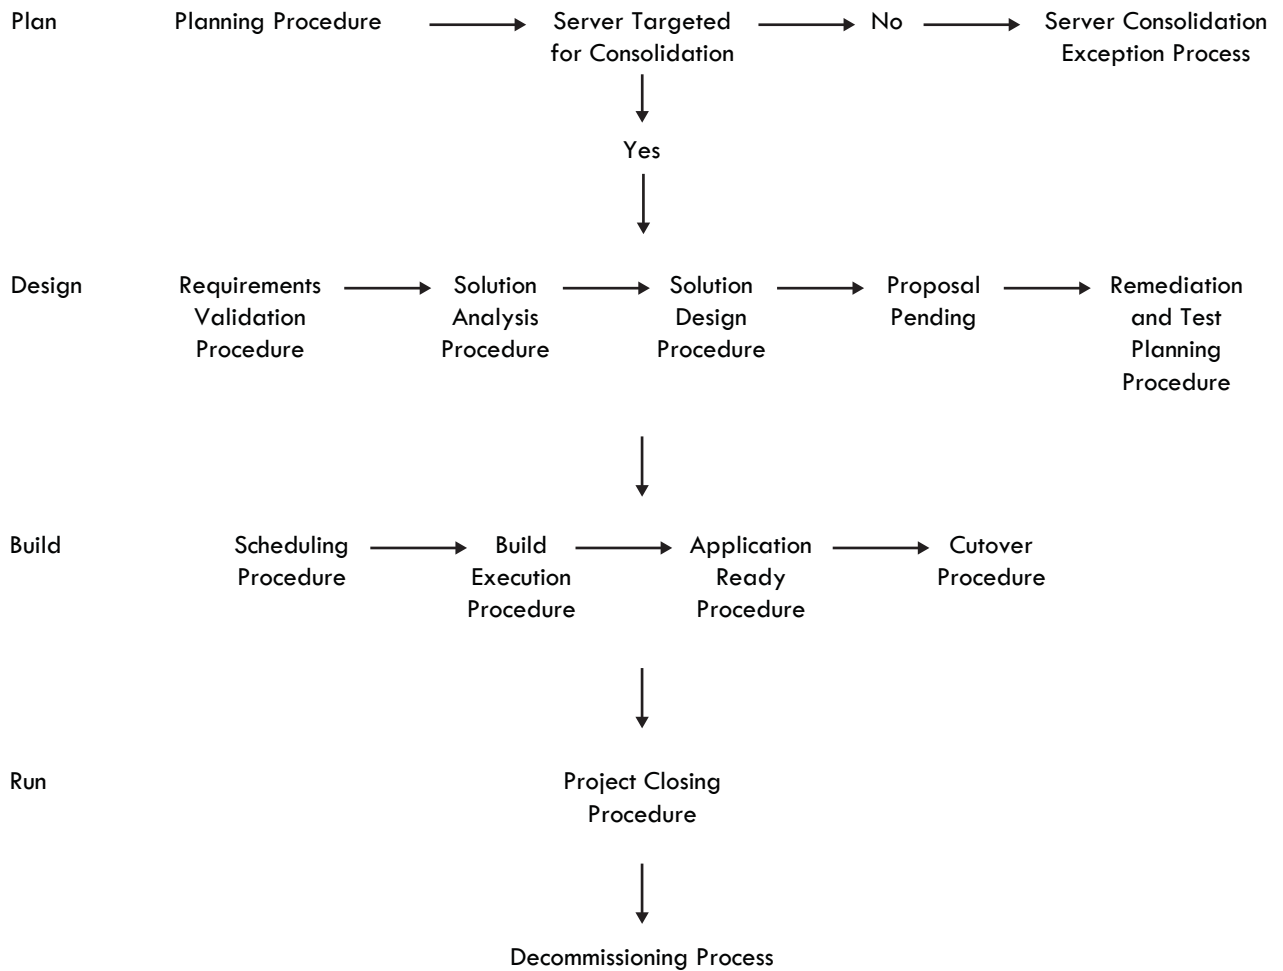 Plan
Planning Procedure
Server Targeted
for Consolidation
No
Server Consolidation
Exception Process
Yes
Design
Requirements
Validation
Procedure
Solution
Analysis
Procedure
Solution
Design
Procedure
Proposal
Pending
Remediation
and Test
Planning
Procedure
Build
Scheduling
Procedure
Build
Execution
Procedure
Application
Ready
Procedure
Cutover
Procedure
Run
Project Closing
Procedure
Decommissioning Process